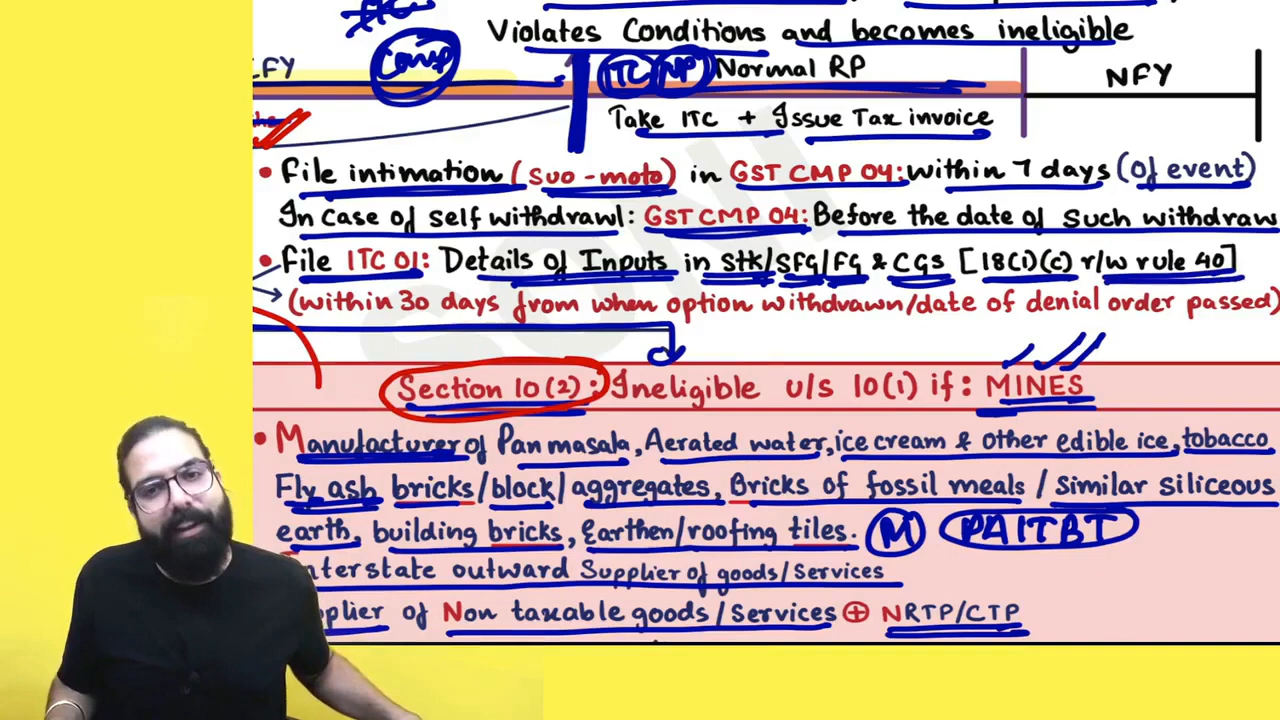 Violates Conditions and becomes ineligible
CFY Comp ITC NP Normal RP NFY
Take ITC + Issue Tax invoice
• File intimation (suo-moto) in GST CMP 04: within 7 days (of event)
In case of self withdrawl: GST CMP 04: Before the date of such withdraw
• File ITC 01: Details of Inputs in Stk/SFG/FG & CGS [18(1)(c) r/w rule 40]
(within 30 days from when option withdrawn/date of denial order passed)
SONI
Section 10(2): Ineligible u/s 10(1) if: MINES
• Manufacturer of Pan masala, Aerated water, ice cream & other edible ice, tobacco
Fly ash bricks/block/aggregates, Bricks of fossil meals / Similar siliceous
earth, building bricks, Earthen/roofing tiles. M PAITBT
nterstate outward Supplier of goods/Services
plier of Non taxable goods/Services ⊕ NRTP/CTP